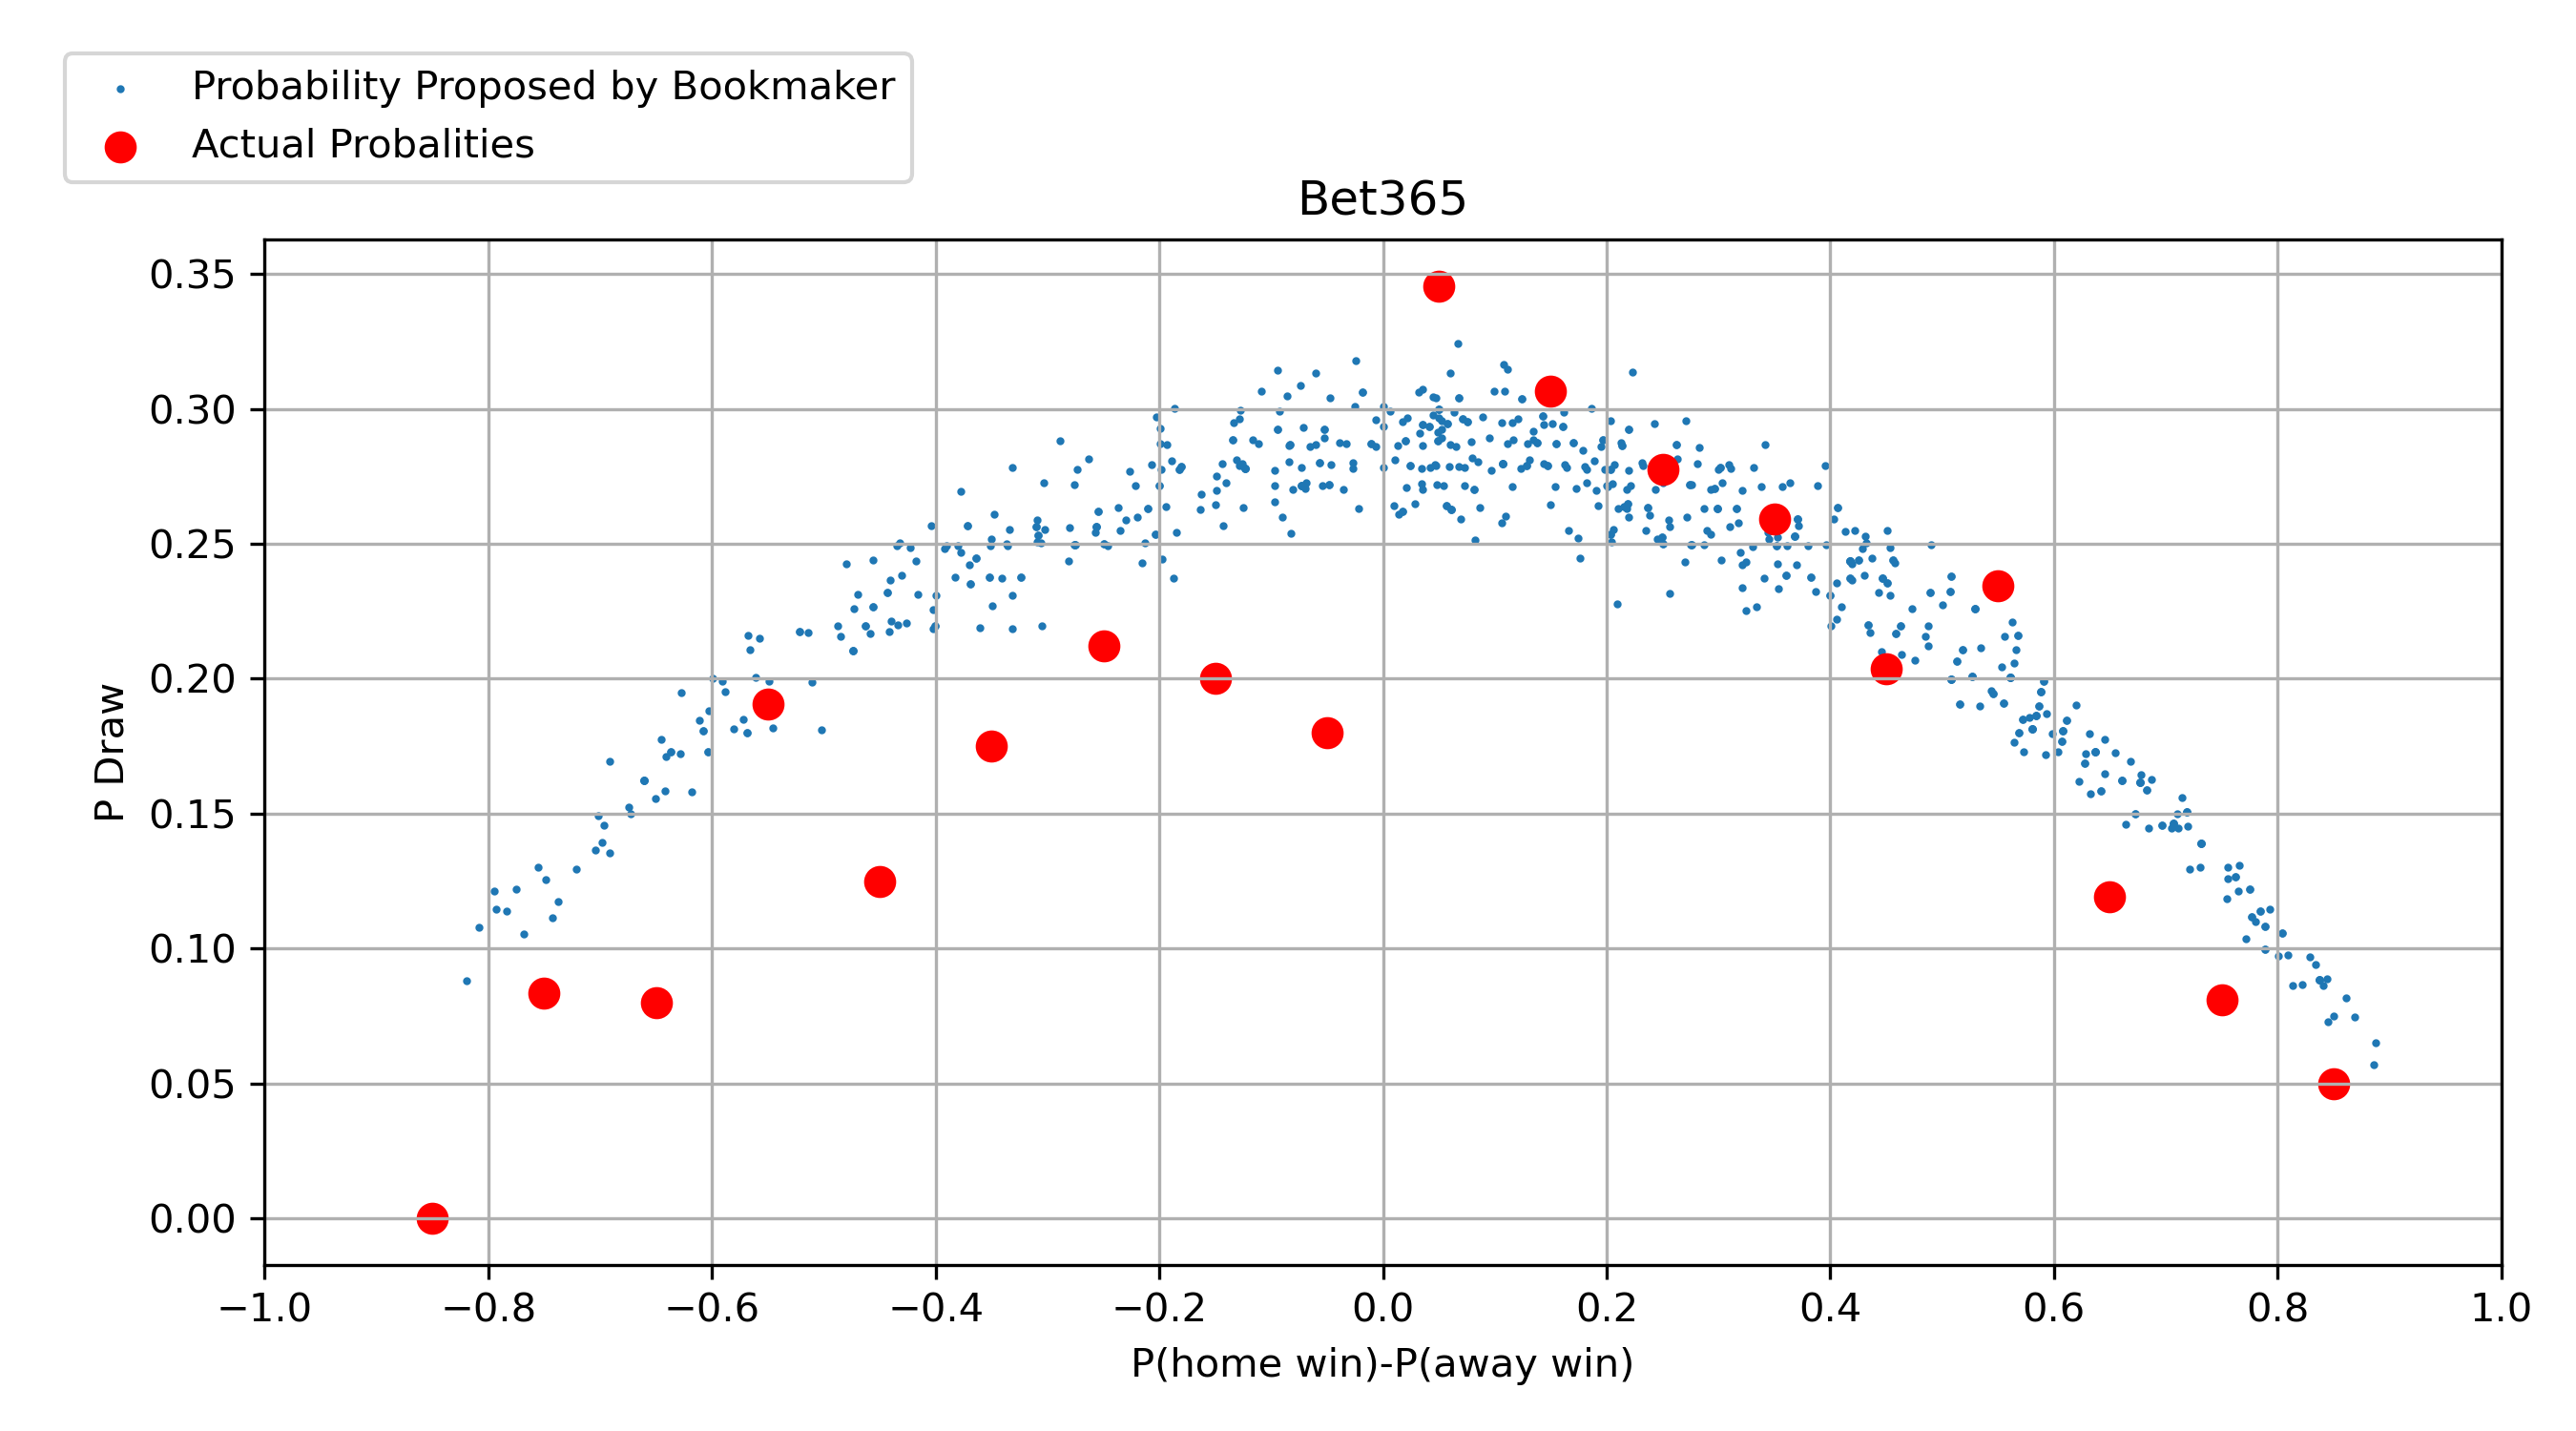 Probability Proposed by Bookmaker
Actual Probalities
Bet365
0.35
0.30
0.25
0.20
0.15
0.10
0.05
0.00
P Draw
−1.0 −0.8 −0.6 −0.4 −0.2 0.0 0.2 0.4 0.6 0.8 1.0
P(home win)-P(away win)